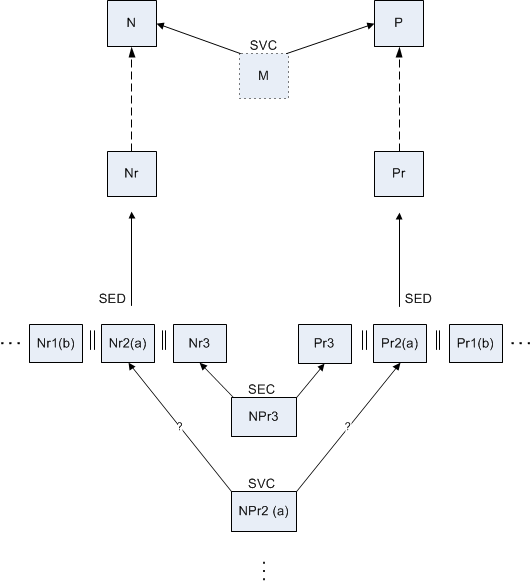 N
P
SVC
M
Nr
Pr
SED
SED
... Nr1(b) || Nr2(a) || Nr3
Pr3 || Pr2(a) || Pr1(b) ...
SEC
NPr3
?
?
SVC
NPr2 (a)
⋮